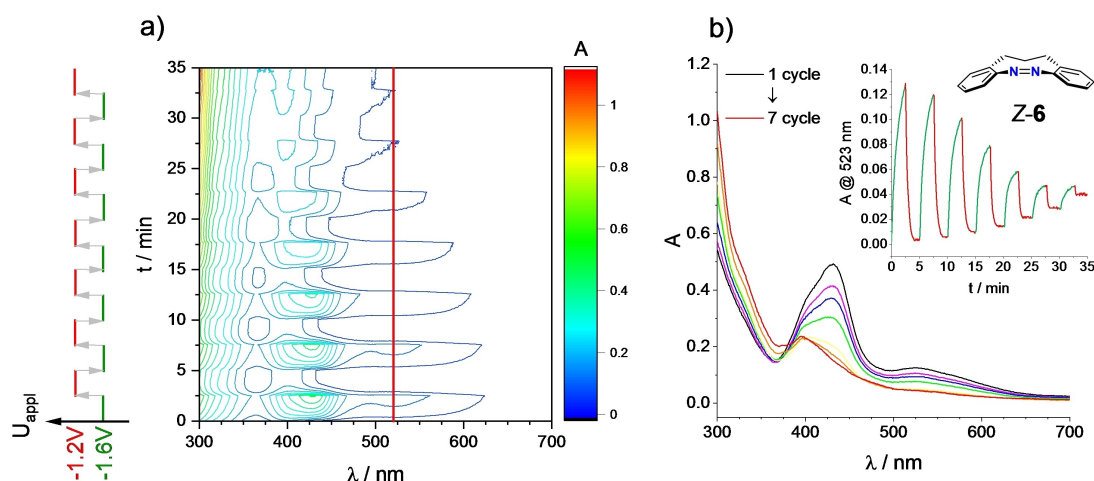 a)
35
30
25
20
15
10
5
0
t / min
300
400
500
600
700
λ / nm
A
1
0.8
0.6
0.4
0.2
0
U appl
-1.2V
-1.6V
b)
1.2
1.0
0.8
0.6
0.4
0.2
0.0
A
300
400
500
600
700
λ / nm
1 cycle
↓
7 cycle
0.14
0.12
0.10
0.08
0.06
0.04
0.02
0.00
A @ 523 nm
0 5 10 15 20 25 30 35
t / min
N=N
Z-6